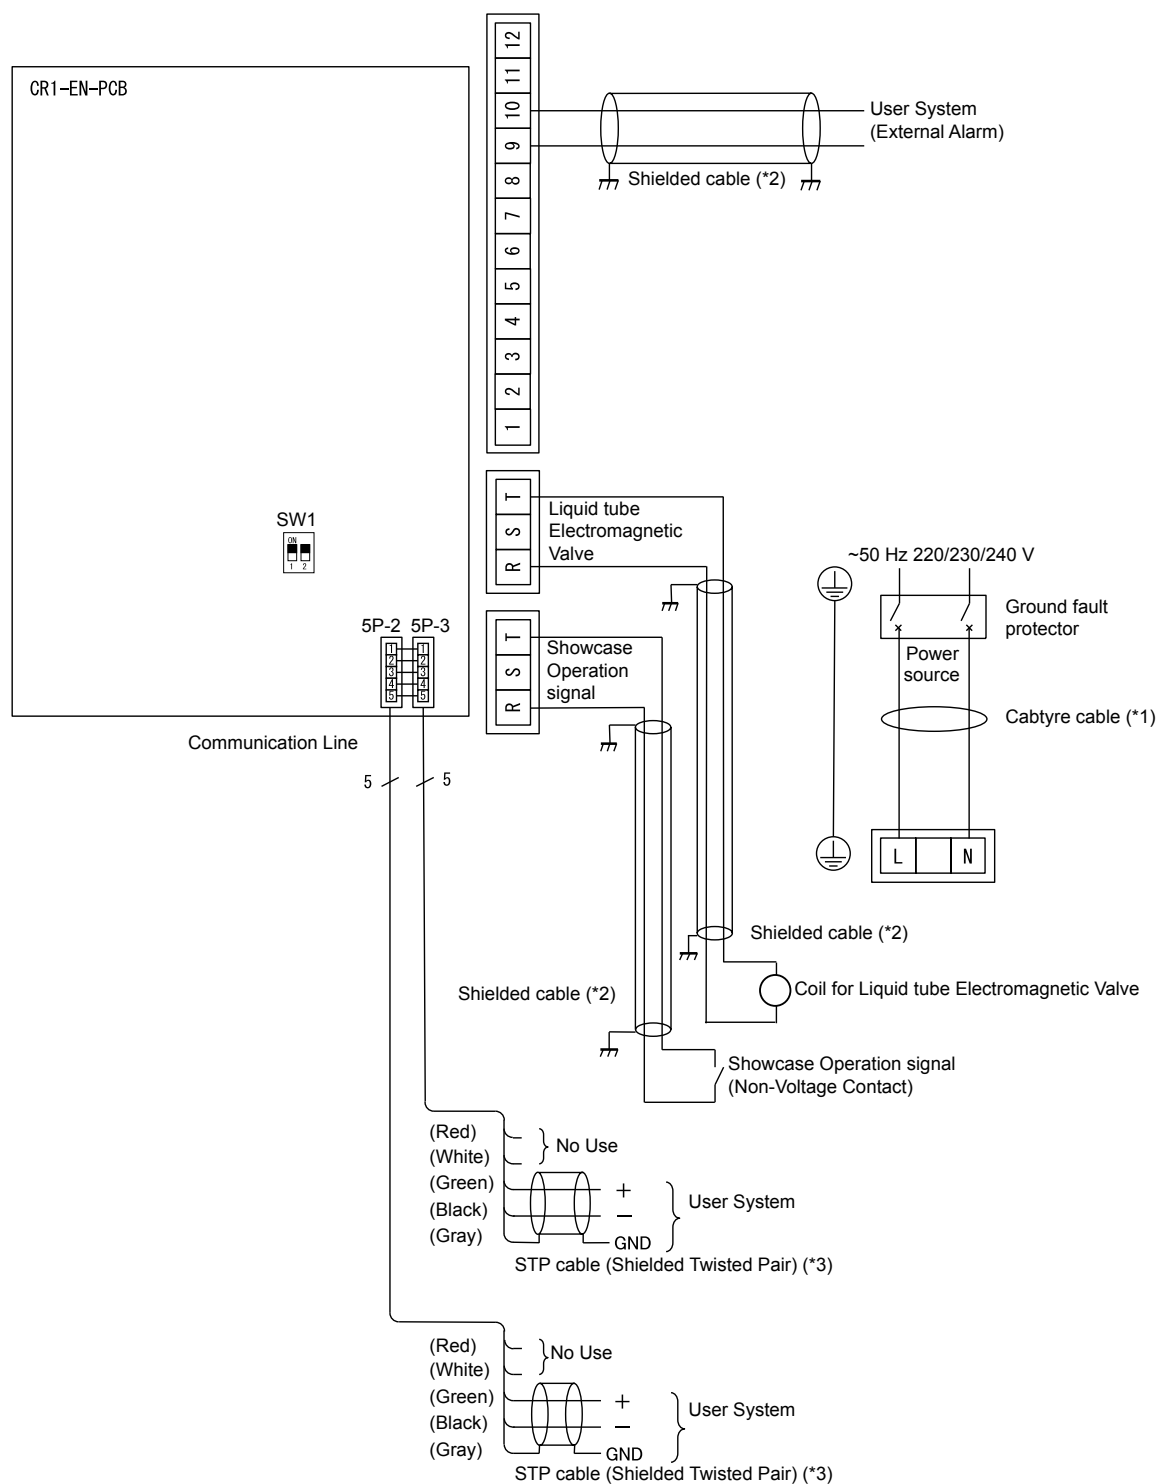 CR1-EN-PCB
12
11
10
9
8
7
6
5
4
3
2
1
User System
(External Alarm)
Shielded cable (*2)
SW1
ON
1 2
T
S
R
Liquid tube
Electromagnetic
Valve
~50 Hz 220/230/240 V
Ground fault
protector
Power
source
Cabtyre cable (*1)
L N
5P-2 5P-3
1 1
2 2
3 3
4 4
5 5
T
S
R
Showcase
Operation
signal
Communication Line
5 5
Shielded cable (*2)
Shielded cable (*2)
Coil for Liquid tube Electromagnetic Valve
Showcase Operation signal
(Non-Voltage Contact)
(Red)
(White)
(Green)
(Black)
(Gray)
No Use
+
−
GND
User System
STP cable (Shielded Twisted Pair) (*3)
(Red)
(White)
(Green)
(Black)
(Gray)
No Use
+
−
GND
User System
STP cable (Shielded Twisted Pair) (*3)